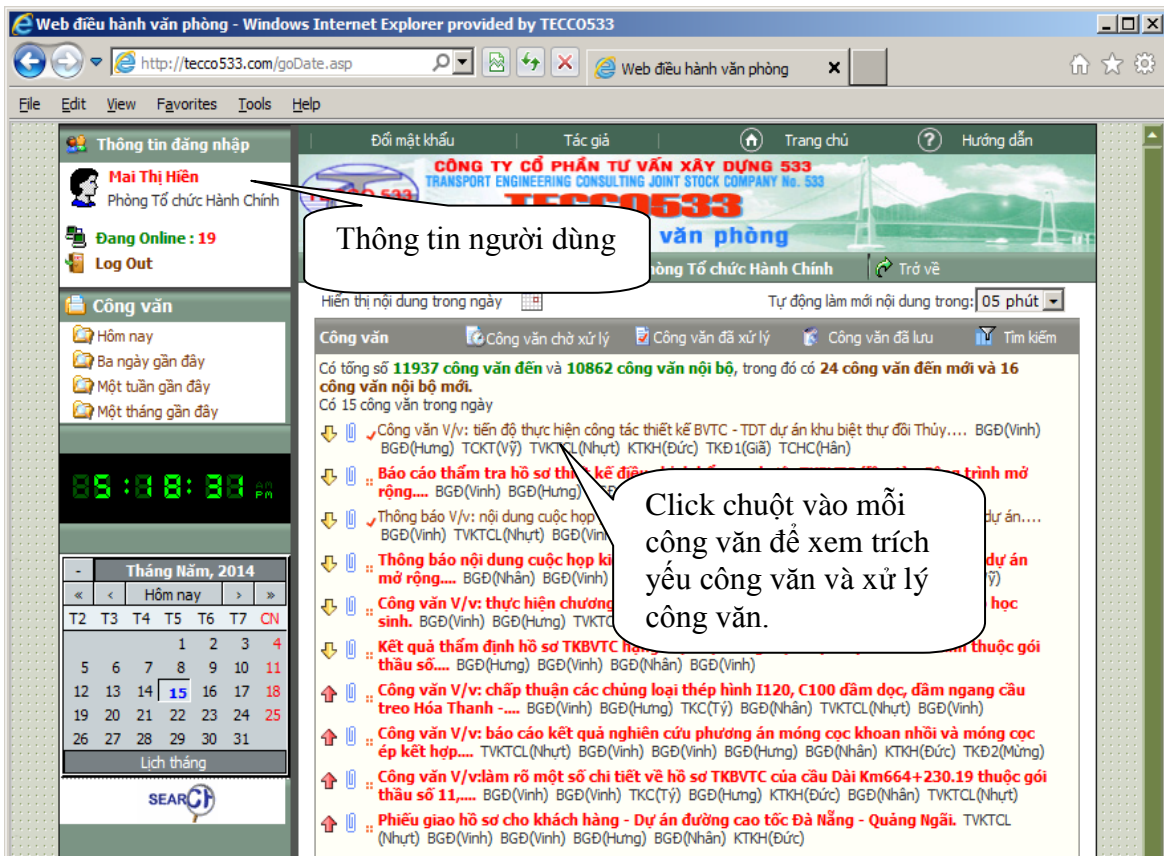 Web điều hành văn phòng - Windows Internet Explorer provided by TECCO533
http://tecco533.com/goDate.asp
Web điều hành văn phòng
File Edit View Favorites Tools Help
Thông tin đăng nhập
Mai Thị Hiền
Phòng Tổ chức Hành Chính
Đang Online : 19
Log Out
Công văn
Hôm nay
Ba ngày gần đây
Một tuần gần đây
Một tháng gần đây
5:18:31 AM PM
- Tháng Năm, 2014
« ‹ Hôm nay › »
T2 T3 T4 T5 T6 T7 CN
1 2 3 4
5 6 7 8 9 10 11
12 13 14 15 16 17 18
19 20 21 22 23 24 25
26 27 28 29 30 31
Lịch tháng
SEARCH
Đổi mật khẩu Tác giả Trang chủ ? Hướng dẫn
CÔNG TY CỔ PHẦN TƯ VẤN XÂY DỰNG 533
TRANSPORT ENGINEERING CONSULTING JOINT STOCK COMPANY No. 533
TECCO533
văn phòng
Thông tin người dùng
Tổ chức Hành Chính Trở về
Hiển thị nội dung trong ngày Tự động làm mới nội dung trong: 05 phút
Công văn Công văn chờ xử lý Công văn đã xử lý Công văn đã lưu Tìm kiếm
Có tổng số 11937 công văn đến và 10862 công văn nội bộ, trong đó có 24 công văn đến mới và 16
công văn nội bộ mới.
Có 15 công văn trong ngày
Công văn V/v: tiến độ thực hiện công tác thiết kế BVTC - TDT dự án khu biệt thự đồi Thủy.... BGĐ(Vinh)
BGĐ(Hưng) TCKT(Vỹ) TVKTCL(Nhựt) KTKH(Đức) TKĐ1(Giã) TCHC(Hân)
Báo cáo thẩm tra hồ sơ thiết kế trình mở
rộng.... BGĐ(Vinh) BGĐ(Hưng)
Thông báo V/v: nội dung cuộc họp dự án....
BGĐ(Vinh) TVKTCL(Nhựt)
Thông báo nội dung cuộc họp dự án
mở rộng.... BGĐ(Nhân) BGĐ(Vinh)
Công văn V/v: thực hiện chương học
sinh. BGĐ(Vinh) BGĐ(Hưng)
Kết quả thẩm định hồ sơ TKBVTC thuộc gói
thầu số.... BGĐ(Hưng) BGĐ(Vinh) BGĐ(Nhân) BGĐ(Vinh)
Click chuột vào mỗi
công văn để xem trích
yếu công văn và xử lý
công văn.
Công văn V/v: chấp thuận các chủng loại thép hình I120, C100 dầm dọc, dầm ngang cầu
treo Hóa Thanh -.... BGĐ(Vinh) BGĐ(Hưng) TKC(Tý) BGĐ(Nhân) TVKTCL(Nhựt) BGĐ(Vinh)
Công văn V/v: báo cáo kết quả nghiên cứu phương án móng cọc khoan nhồi và móng cọc
ép kết hợp.... TVKTCL(Nhựt) BGĐ(Vinh) BGĐ(Vinh) BGĐ(Hưng) BGĐ(Nhân) KTKH(Đức) TKĐ2(Mừng)
Công văn V/v:làm rõ một số chi tiết về hồ sơ TKBVTC của cầu Dài Km664+230.19 thuộc gói
thầu số 11,.... BGĐ(Vinh) BGĐ(Vinh) TKC(Tý) BGĐ(Hưng) KTKH(Đức) BGĐ(Nhân) TVKTCL(Nhựt)
Phiếu giao hồ sơ cho khách hàng - Dự án đường cao tốc Đà Nẵng - Quảng Ngãi. TVKTCL
(Nhựt) BGĐ(Vinh) BGĐ(Vinh) BGĐ(Hưng) BGĐ(Nhân) KTKH(Đức)